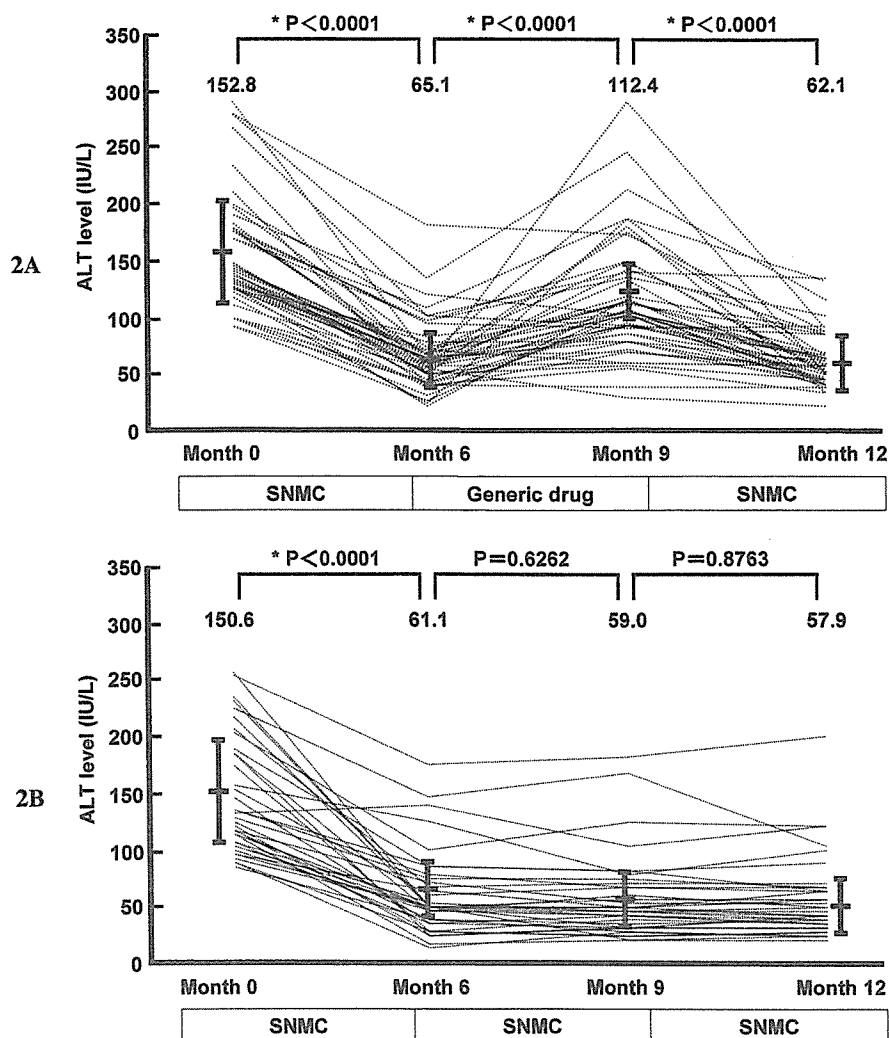 * P<0.0001 * P<0.0001 * P<0.0001
350
152.8 65.1 112.4 62.1
300
250
200
2A
ALT level (IU/L)
150
100
50
0
Month 0 Month 6 Month 9 Month 12
SNMC Generic drug SNMC
* P<0.0001 P=0.6262 P=0.8763
350
150.6 61.1 59.0 57.9
300
250
200
2B
ALT level (IU/L)
150
100
50
0
Month 0 Month 6 Month 9 Month 12
SNMC SNMC SNMC